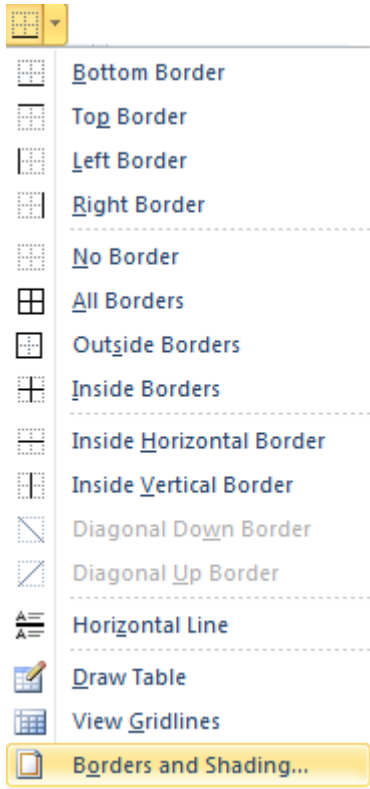 Bottom Border
Top Border
Left Border
Right Border
No Border
All Borders
Outside Borders
Inside Borders
Inside Horizontal Border
Inside Vertical Border
Diagonal Down Border
Diagonal Up Border
Horizontal Line
Draw Table
View Gridlines
Borders and Shading...